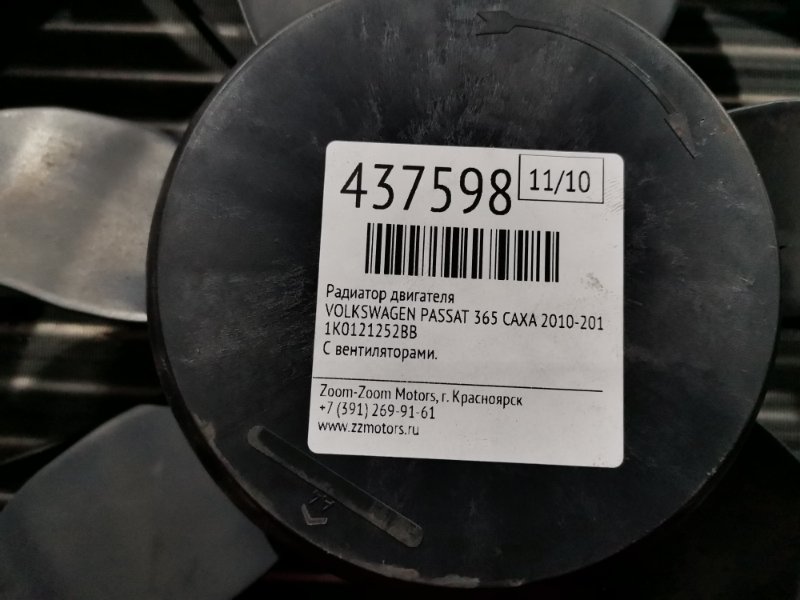 437598
11/10
Радиатор двигателя
VOLKSWAGEN PASSAT 365 CAXA 2010-201
1K0121252BB
С вентиляторами.
Zoom-Zoom Motors, г. Красноярск
+7 (391) 269-91-61
www.zzmotors.ru